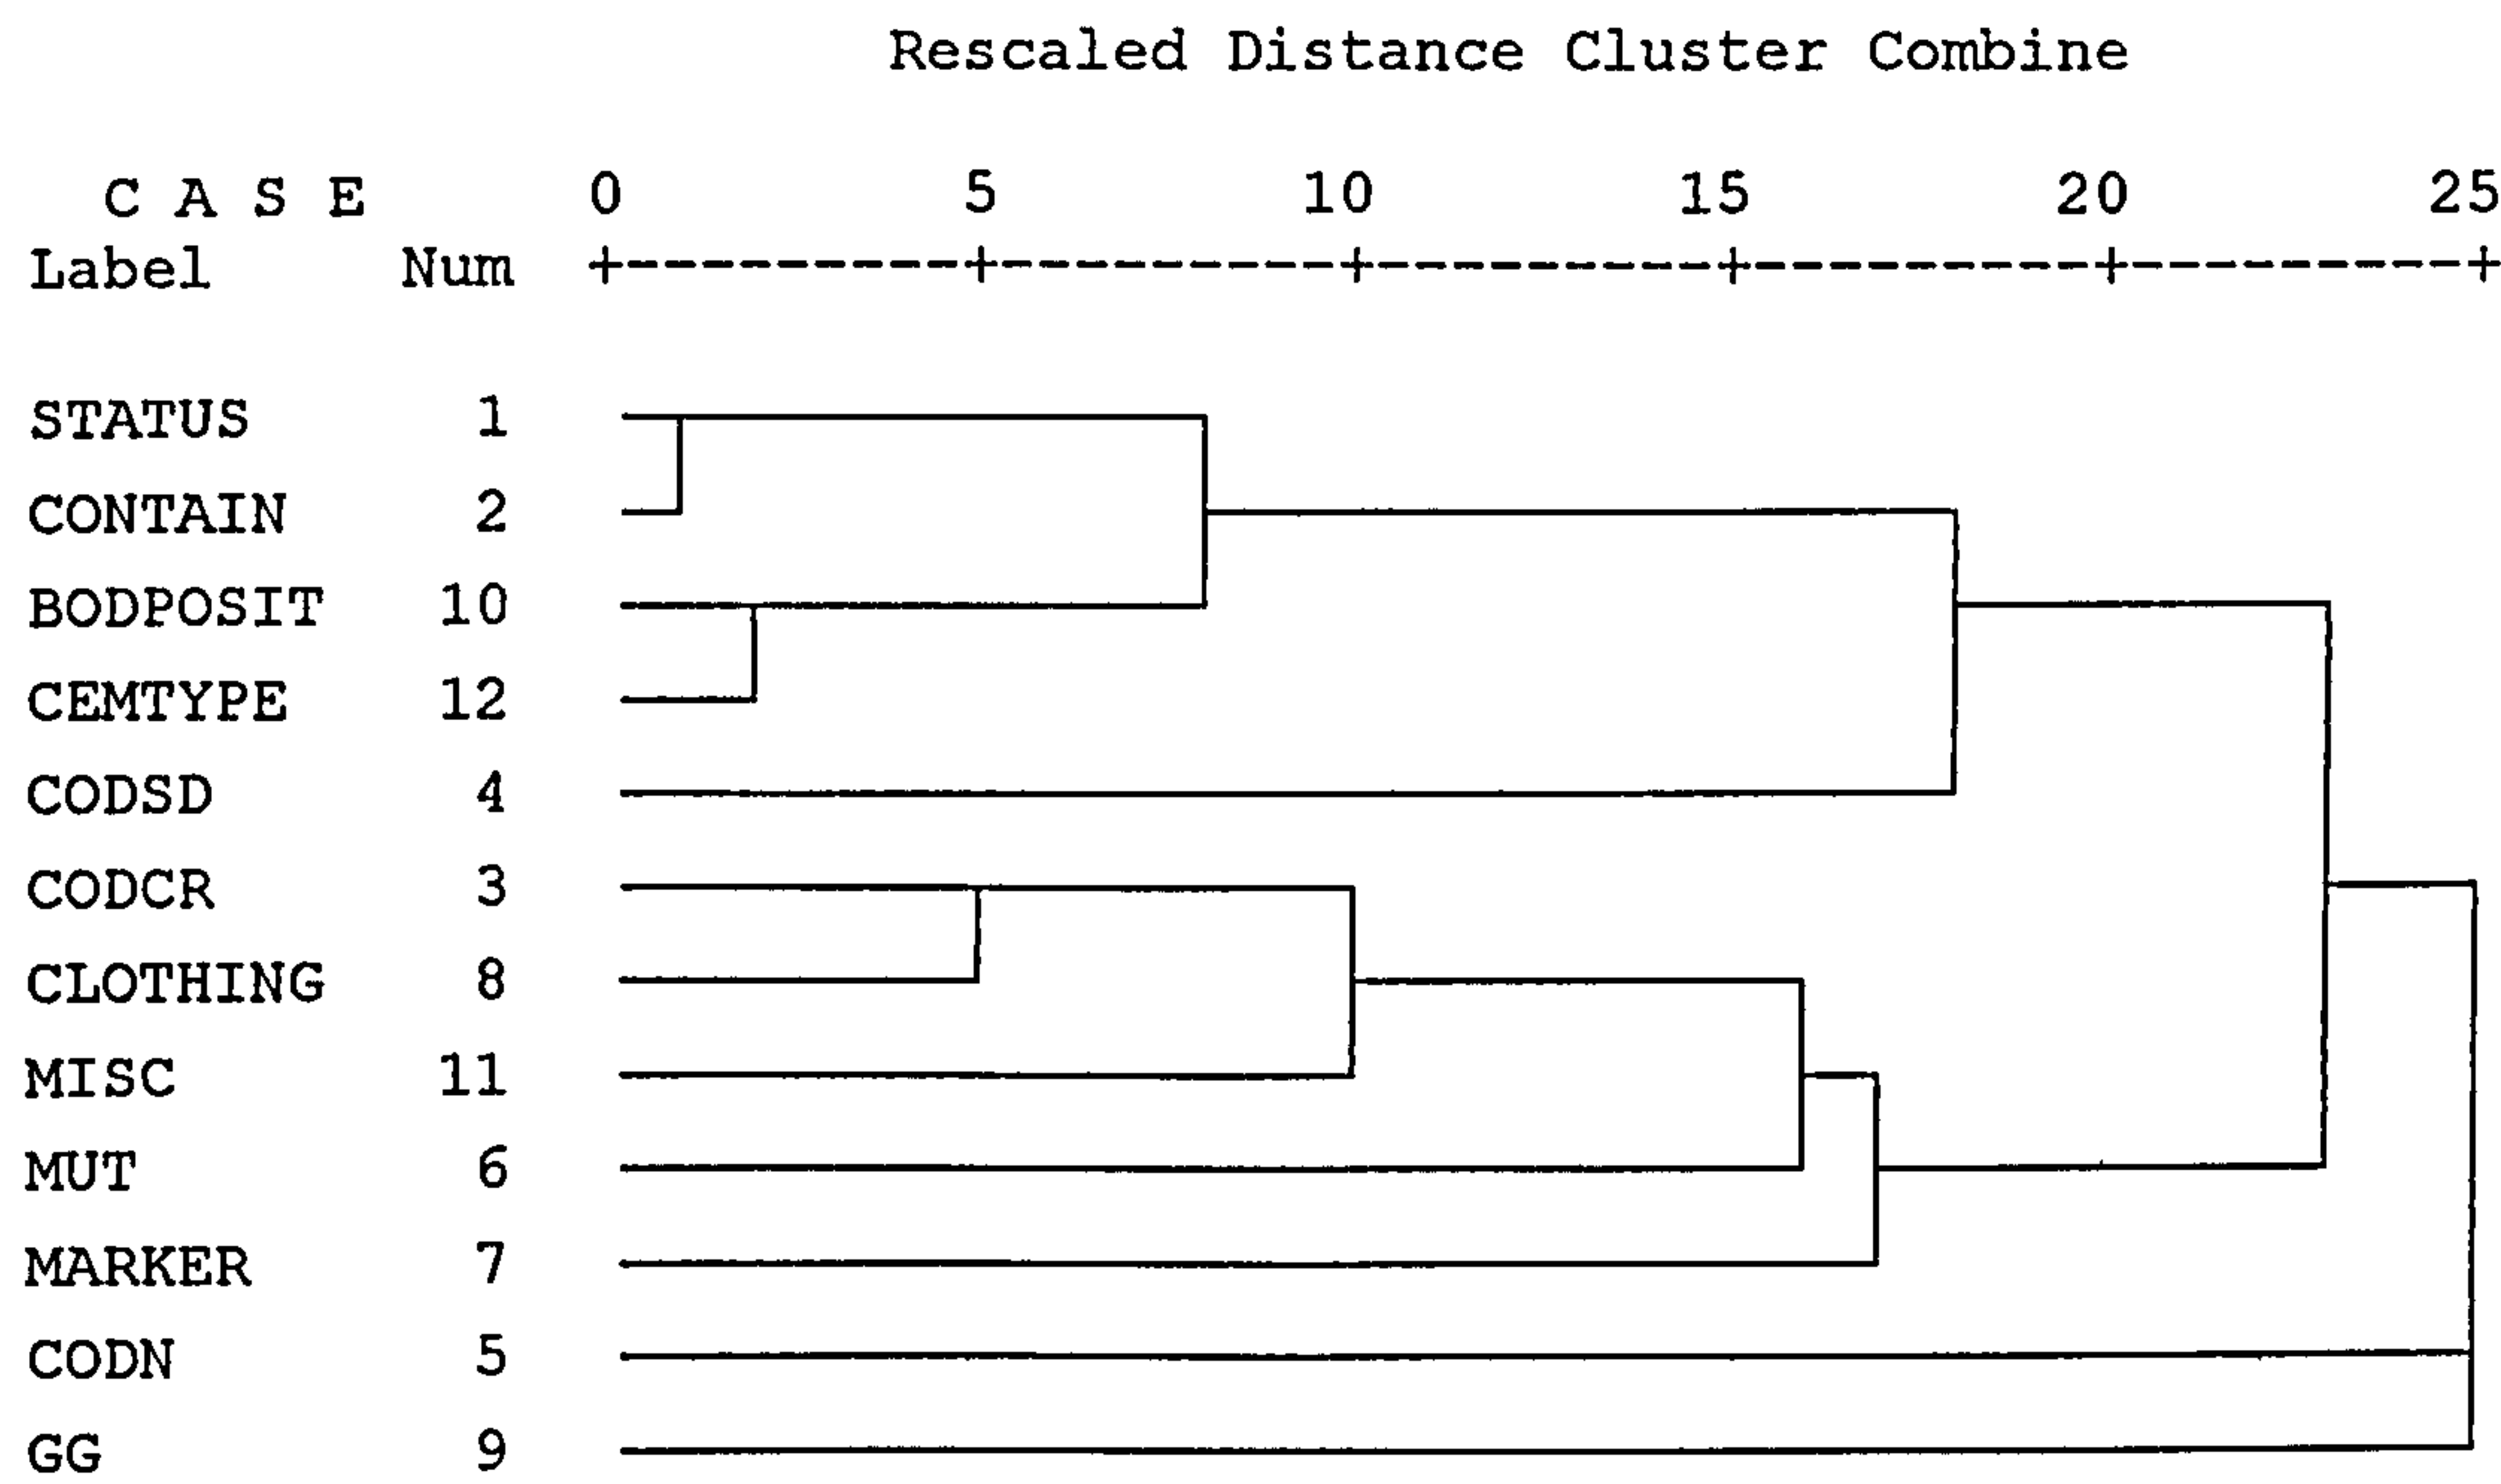 Rescaled Distance Cluster Combine
C A S E 0 5 10 15 20 25
Label Num +---------+---------+---------+---------+---------+
STATUS 1
CONTAIN 2
BODPOSIT 10
CEMTYPE 12
CODSD 4
CODCR 3
CLOTHING 8
MISC 11
MUT 6
MARKER 7
CODN 5
GG 9